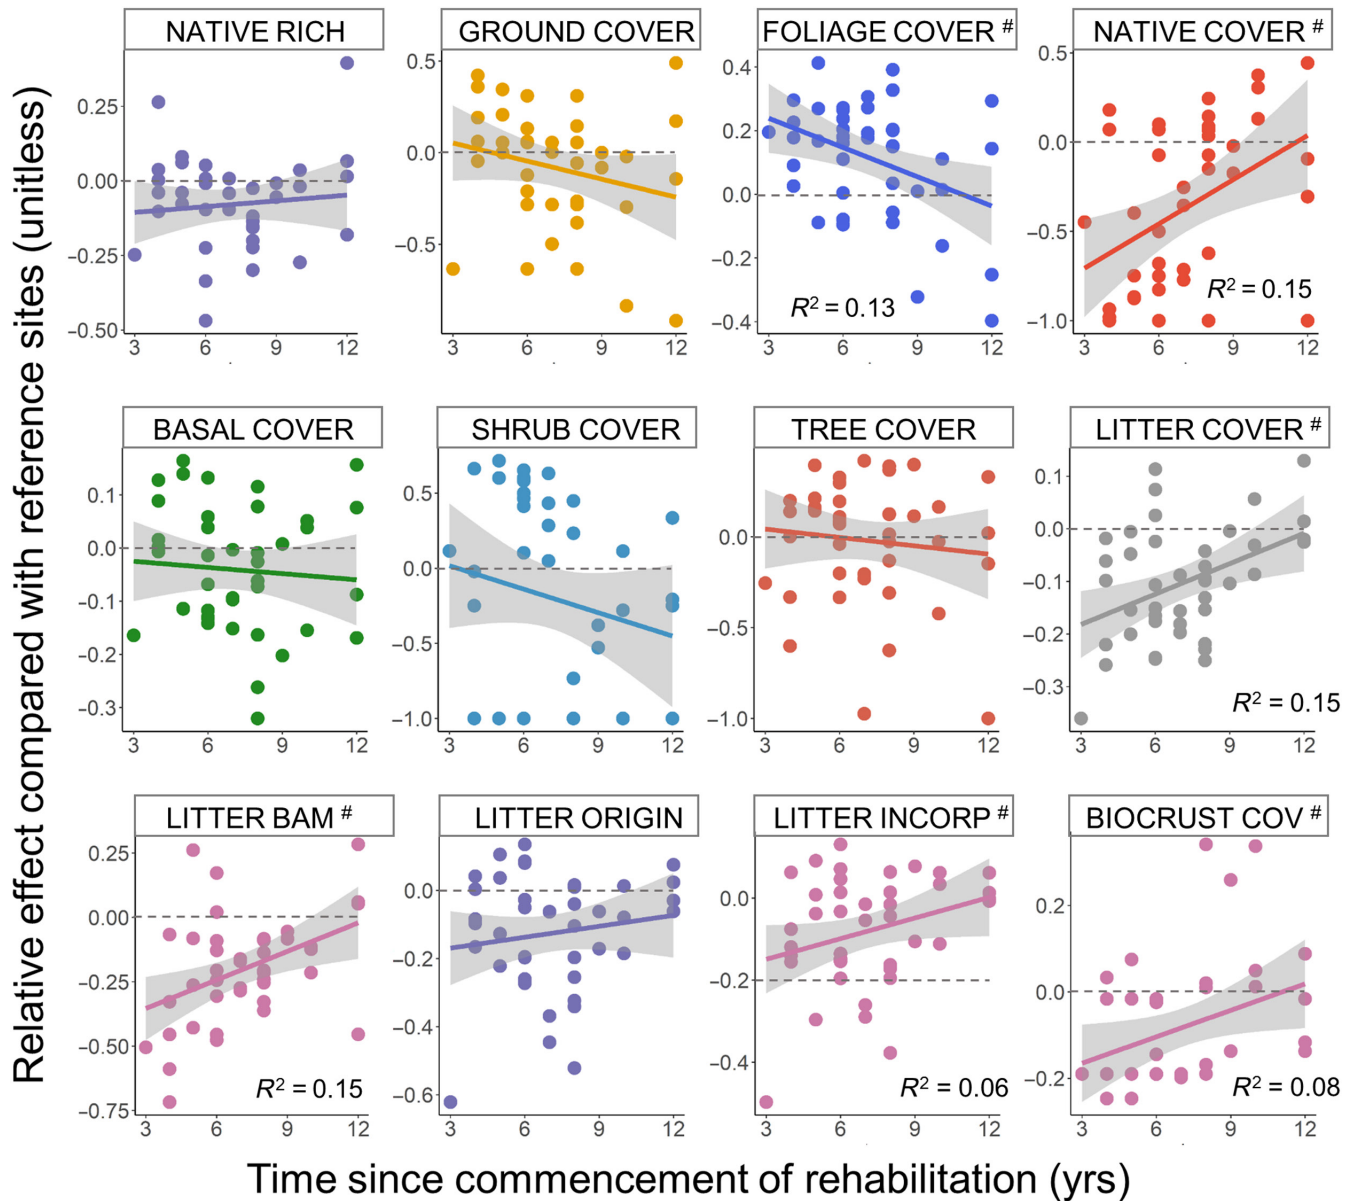 Relative effect compared with reference sites (unitless)
NATIVE RICH
0.25
0.00
−0.25
−0.50
3 6 9 12
GROUND COVER
0.5
0.0
−0.5
3 6 9 12
FOLIAGE COVER #
0.4
0.2
0.0
−0.2
−0.4
R² = 0.13
3 6 9 12
NATIVE COVER #
0.5
0.0
−0.5
−1.0
R² = 0.15
3 6 9 12
BASAL COVER
0.1
0.0
−0.1
−0.2
−0.3
3 6 9 12
SHRUB COVER
0.5
0.0
−0.5
−1.0
3 6 9 12
TREE COVER
0.0
−0.5
−1.0
3 6 9 12
LITTER COVER #
0.1
0.0
−0.1
−0.2
−0.3
R² = 0.15
3 6 9 12
LITTER BAM #
0.25
0.00
−0.25
−0.50
−0.75
R² = 0.15
3 6 9 12
LITTER ORIGIN
0.0
−0.2
−0.4
−0.6
3 6 9 12
LITTER INCORP #
0.0
−0.2
−0.4
R² = 0.06
3 6 9 12
BIOCRUST COV #
0.2
0.0
−0.2
R² = 0.08
3 6 9 12
Time since commencement of rehabilitation (yrs)